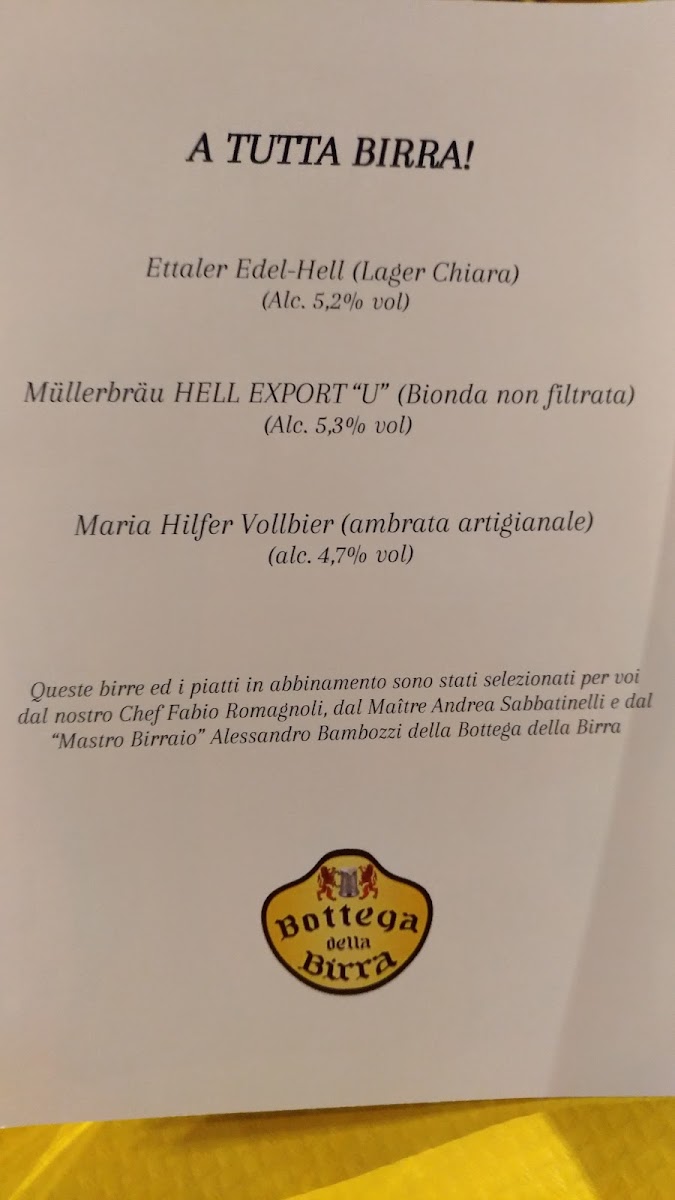 A TUTTA BIRRA!
Ettaler Edel-Hell (Lager Chiara)
(Alc. 5,2% vol)
Müllerbräu HELL EXPORT “U” (Bionda non filtrata)
(Alc. 5,3% vol)
Maria Hilfer Vollbier (ambrata artigianale)
(alc. 4,7% vol)
Queste birre ed i piatti in abbinamento sono stati selezionati per voi
dal nostro Chef Fabio Romagnoli, dal Maître Andrea Sabbatinelli e dal
“Mastro Birraio” Alessandro Bambozzi della Bottega della Birra
Bottega
della
Birra